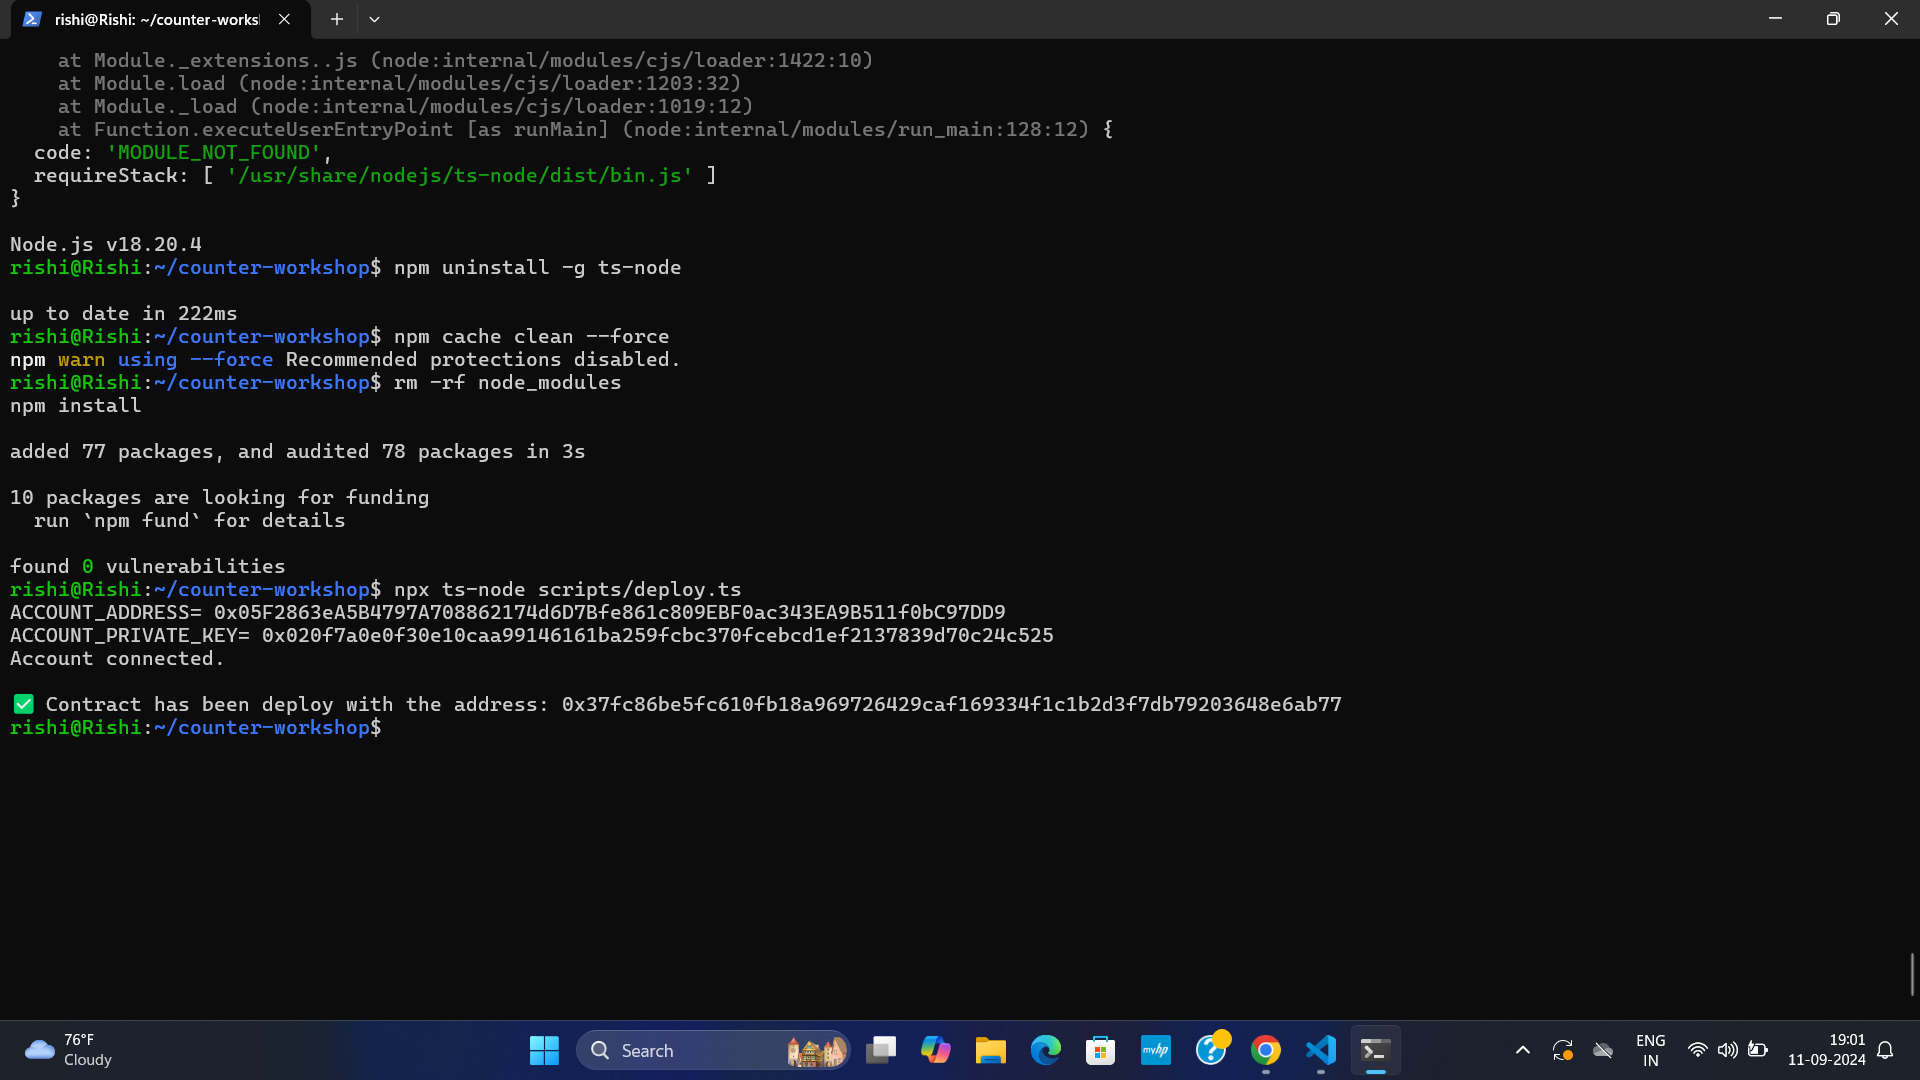 rishi@Rishi: ~/counter-works
at Module._extensions..js (node:internal/modules/cjs/loader:1422:10)
at Module.load (node:internal/modules/cjs/loader:1203:32)
at Module._load (node:internal/modules/cjs/loader:1019:12)
at Function.executeUserEntryPoint [as runMain] (node:internal/modules/run_main:128:12) {
code: 'MODULE_NOT_FOUND',
requireStack: [ '/usr/share/nodejs/ts-node/dist/bin.js' ]
}
Node.js v18.20.4
rishi@Rishi:~/counter-workshop$ npm uninstall -g ts-node
up to date in 222ms
rishi@Rishi:~/counter-workshop$ npm cache clean --force
npm warn using --force Recommended protections disabled.
rishi@Rishi:~/counter-workshop$ rm -rf node_modules
npm install
added 77 packages, and audited 78 packages in 3s
10 packages are looking for funding
run `npm fund` for details
found 0 vulnerabilities
rishi@Rishi:~/counter-workshop$ npx ts-node scripts/deploy.ts
ACCOUNT_ADDRESS= 0x05F2863eA5B4797A708862174d6D7Bfe861c809EBF0ac343EA9B511f0bC97DD9
ACCOUNT_PRIVATE_KEY= 0x020f7a0e0f30e10caa99146161ba259fcbc370fcebcd1ef2137839d70c24c525
Account connected.
✅ Contract has been deploy with the address: 0x37fc86be5fc610fb18a969726429caf169334f1c1b2d3f7db79203648e6ab77
rishi@Rishi:~/counter-workshop$
76°F
Cloudy
Search
myhp
ENG
IN
19:01
11-09-2024